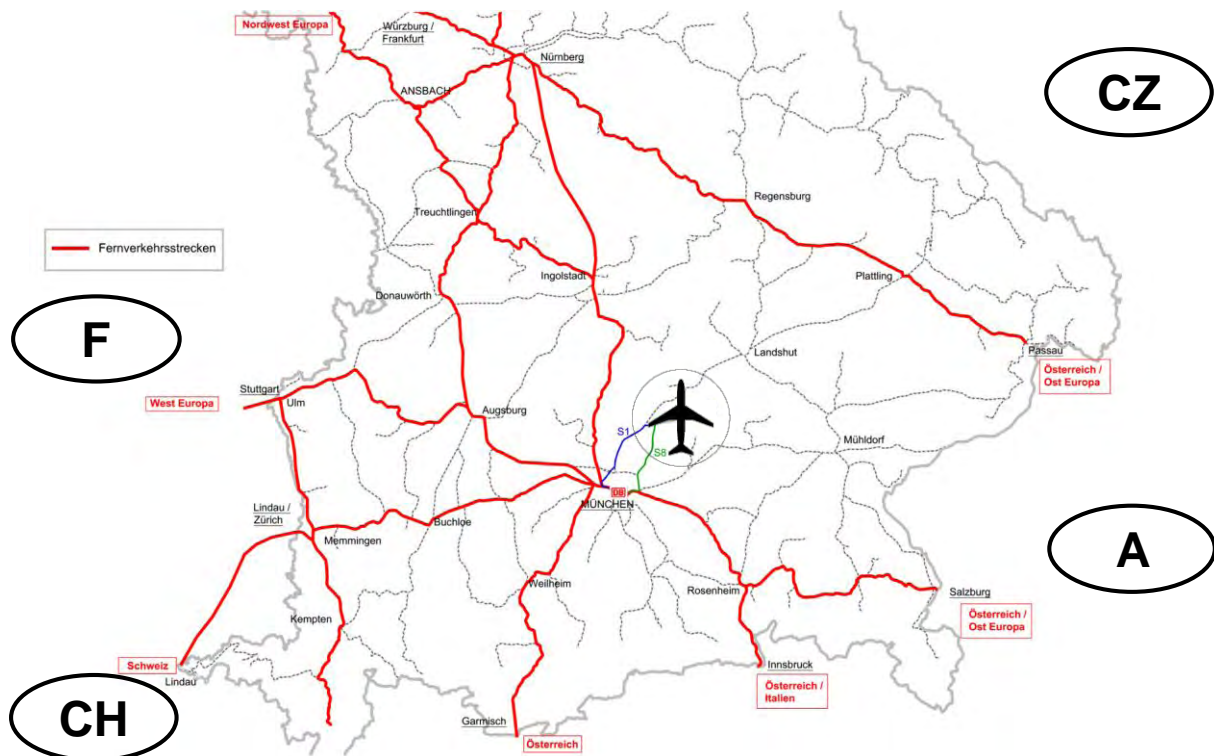 Nordwest Europa
Würzburg /
Frankfurt
Nürnberg
CZ
ANSBACH
Regensburg
Treuchtlingen
Fernverkehrsstrecken
Ingolstadt
Plattling
Donauwörth
F
Landshut
Passau
Österreich /
Ost Europa
Stuttgart
West Europa
Ulm
Augsburg
S1
S8
Mühldorf
DB
MÜNCHEN
Lindau /
Zürich
Buchloe
Memmingen
A
Weilheim
Rosenheim
Salzburg
Österreich /
Ost Europa
Kempten
Schweiz
Lindau
Innsbruck
Österreich /
Italien
CH
Garmisch
Österreich